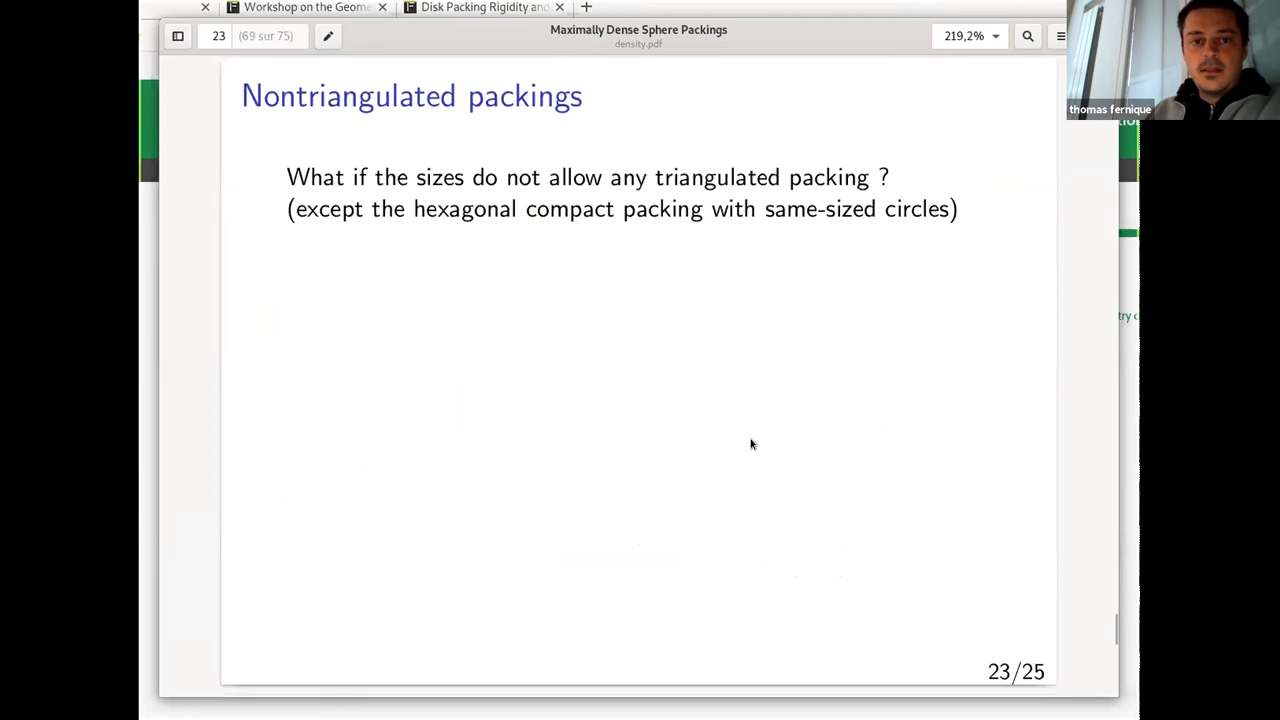 Workshop on the Geome
Disk Packing Rigidity and
23
(69 sur 75)
Maximally Dense Sphere Packings
density.pdf
219,2%
thomas fernique
Nontriangulated packings
What if the sizes do not allow any triangulated packing ?
(except the hexagonal compact packing with same-sized circles)
try
23/25